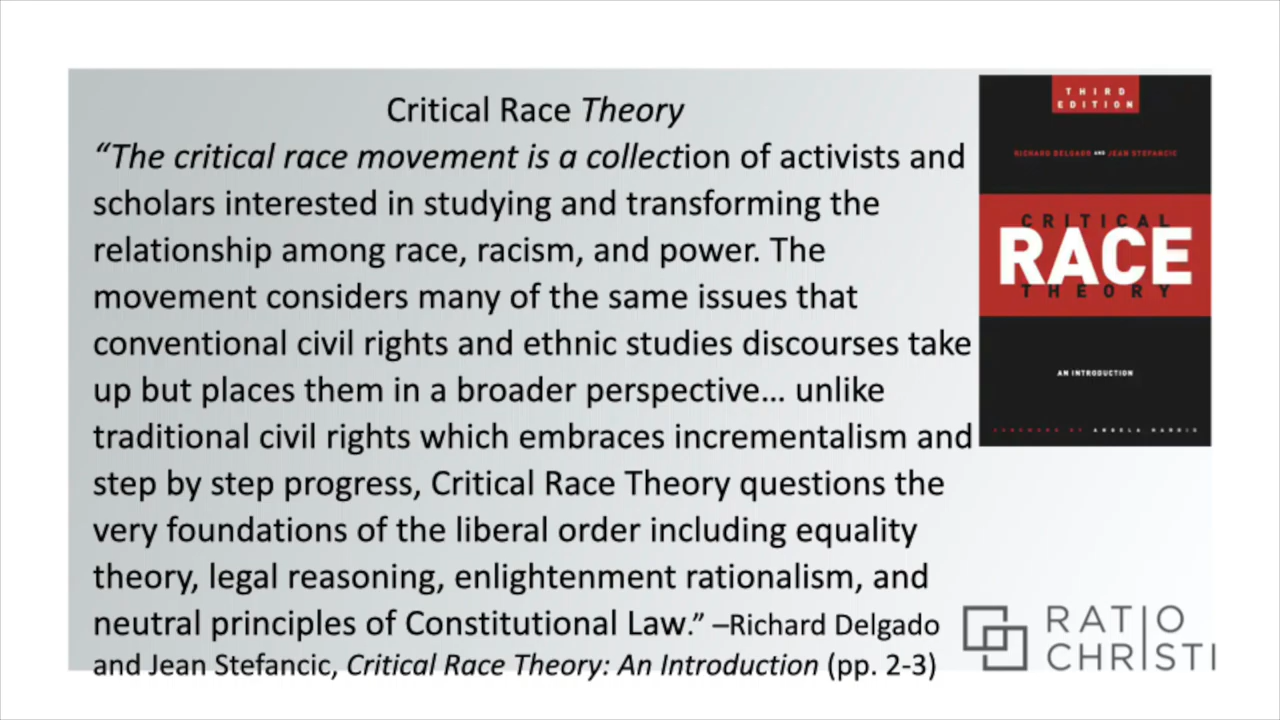 Critical Race Theory
“The critical race movement is a collection of activists and
scholars interested in studying and transforming the
relationship among race, racism, and power. The
movement considers many of the same issues that
conventional civil rights and ethnic studies discourses take
up but places them in a broader perspective... unlike
traditional civil rights which embraces incrementalism and
step by step progress, Critical Race Theory questions the
very foundations of the liberal order including equality
theory, legal reasoning, enlightenment rationalism, and
neutral principles of Constitutional Law.” –Richard Delgado
and Jean Stefancic, Critical Race Theory: An Introduction (pp. 2-3)
THIRD
EDITION
RICHARD DELGADO AND JEAN STEFANCIC
CRITICAL
RACE
THEORY
AN INTRODUCTION
FOREWORD BY ANGELA HARRIS
RATIO
CHRISTI